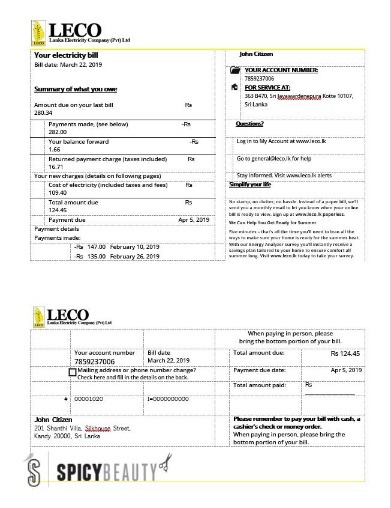 LECO
Lanka Electricity Company (Pvt) Ltd
Your electricity bill
Bill date: March 22, 2019
Summary of what you owe:
Amount due on your last bill Rs
280.34
Payments made, (see below) -Rs
282.00
Your balance forward -Rs
1.66
Returned payment charge (taxes included) Rs
16.71
Your new charges (details on following pages)
Cost of electricity (included taxes and fees) Rs
109.40
Total amount due Rs
124.45
Payment due Apr 5, 2019
Payment details
Payments made:
-Rs 147.00 February 10, 2019
-Rs 135.00 February 26, 2019
John Citizen
YOUR ACCOUNT NUMBER:
7859237006
FOR SERVICE AT:
363 B470, Sri Jayawardenapura Kotte 10107,
Sri Lanka
Questions?
Log in to My Account at www.leco.lk
Go to general@leco.lk for help
Stay informed. Visit www.leco.lk alerts
Simplify your life
No stamp, no clutter, no hassle. Instead of a paper bill, we'll
send you a monthly email to let you know when your online
bill is ready to view. Sign up at www.leco.lk paperless.
We Can Help You Get Ready for Summer
Five minutes – that's all the time you'll need to learn all the
ways to make sure your home is ready for the summer heat.
With our Energy Analyzer survey you'll instantly receive a
savings plan tailored to your home to ensure comfort all
summer long. Visit www.leco.lk today to take your survey.
LECO
Lanka Electricity Company (Pvt) Ltd
When paying in person, please
bring the bottom portion of your bill.
Your account number Bill date Total amount due: Rs 124.45
7859237006 March 22, 2019
Mailing address or phone number change? Payment due date: Apr 5, 2019
Check here and fill in the details on the back.
Total amount paid: Rs
# 00001020 I=0000000000
John Citizen
201 Shanthi Villa, Silkhouse Street,
Kandy 20000, Sri Lanka
Please remember to pay your bill with cash, a
cashier's check or money order.
When paying in person, please bring the
bottom portion of your bill.
SPICYBEAUTY